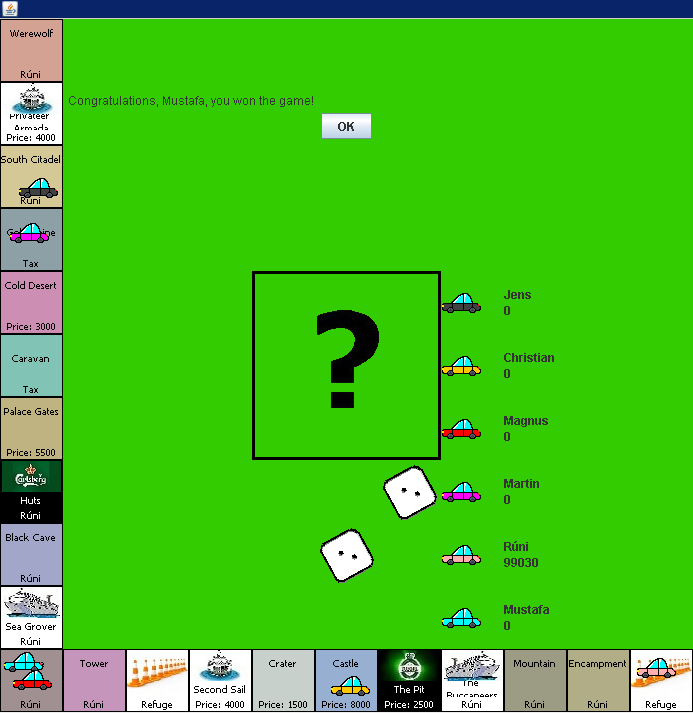 Werewolf
Rúni
Privateer
Armada
Price: 4000
South Citadel
Rúni
Tax
Cold Desert
Price: 3000
Caravan
Tax
Palace Gates
Price: 5500
Carlsberg
Huts
Rúni
Black Cave
Rúni
Sea Grover
Rúni
Congratulations, Mustafa, you won the game!
OK
?
Jens
0
Christian
0
Magnus
0
Martin
0
Rúni
99030
Mustafa
0
Rúni
Tower
Rúni
Refuge
Second Sail
Price: 4000
Crater
Price: 1500
Castle
Price: 8000
The Pit
Price: 2500
The
Buccaneers
Rúni
Mountain
Rúni
Encampment
Rúni
Refuge
Rúni